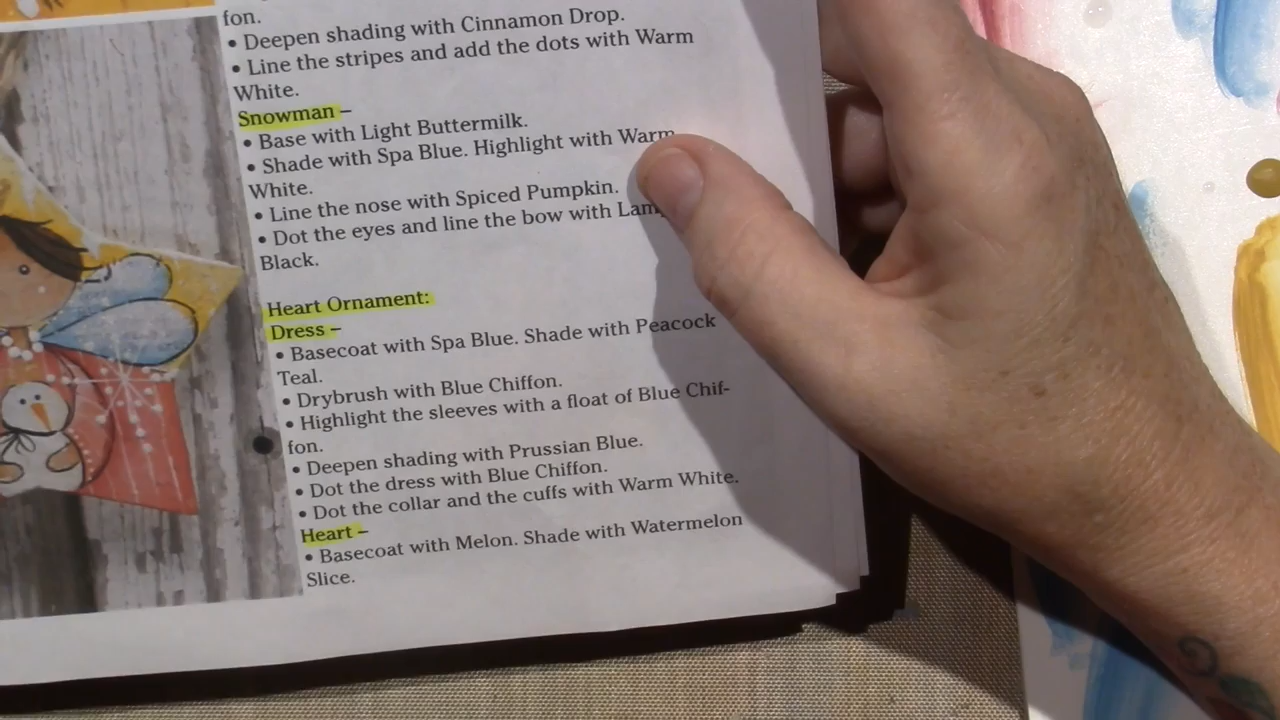 fon.
• Deepen shading with Cinnamon Drop.
• Line the stripes and add the dots with Warm
White.
Snowman –
• Base with Light Buttermilk.
• Shade with Spa Blue. Highlight with Warm
White.
• Line the nose with Spiced Pumpkin.
• Dot the eyes and line the bow with
Black.
Heart Ornament:
Dress –
• Basecoat with Spa Blue. Shade with Peacock
Teal.
• Drybrush with Blue Chiffon.
• Highlight the sleeves with a float of Blue Chif-
fon.
• Deepen shading with Prussian Blue.
• Dot the dress with Blue Chiffon.
• Dot the collar and the cuffs with Warm White.
Heart –
• Basecoat with Melon. Shade with Watermelon
Slice.